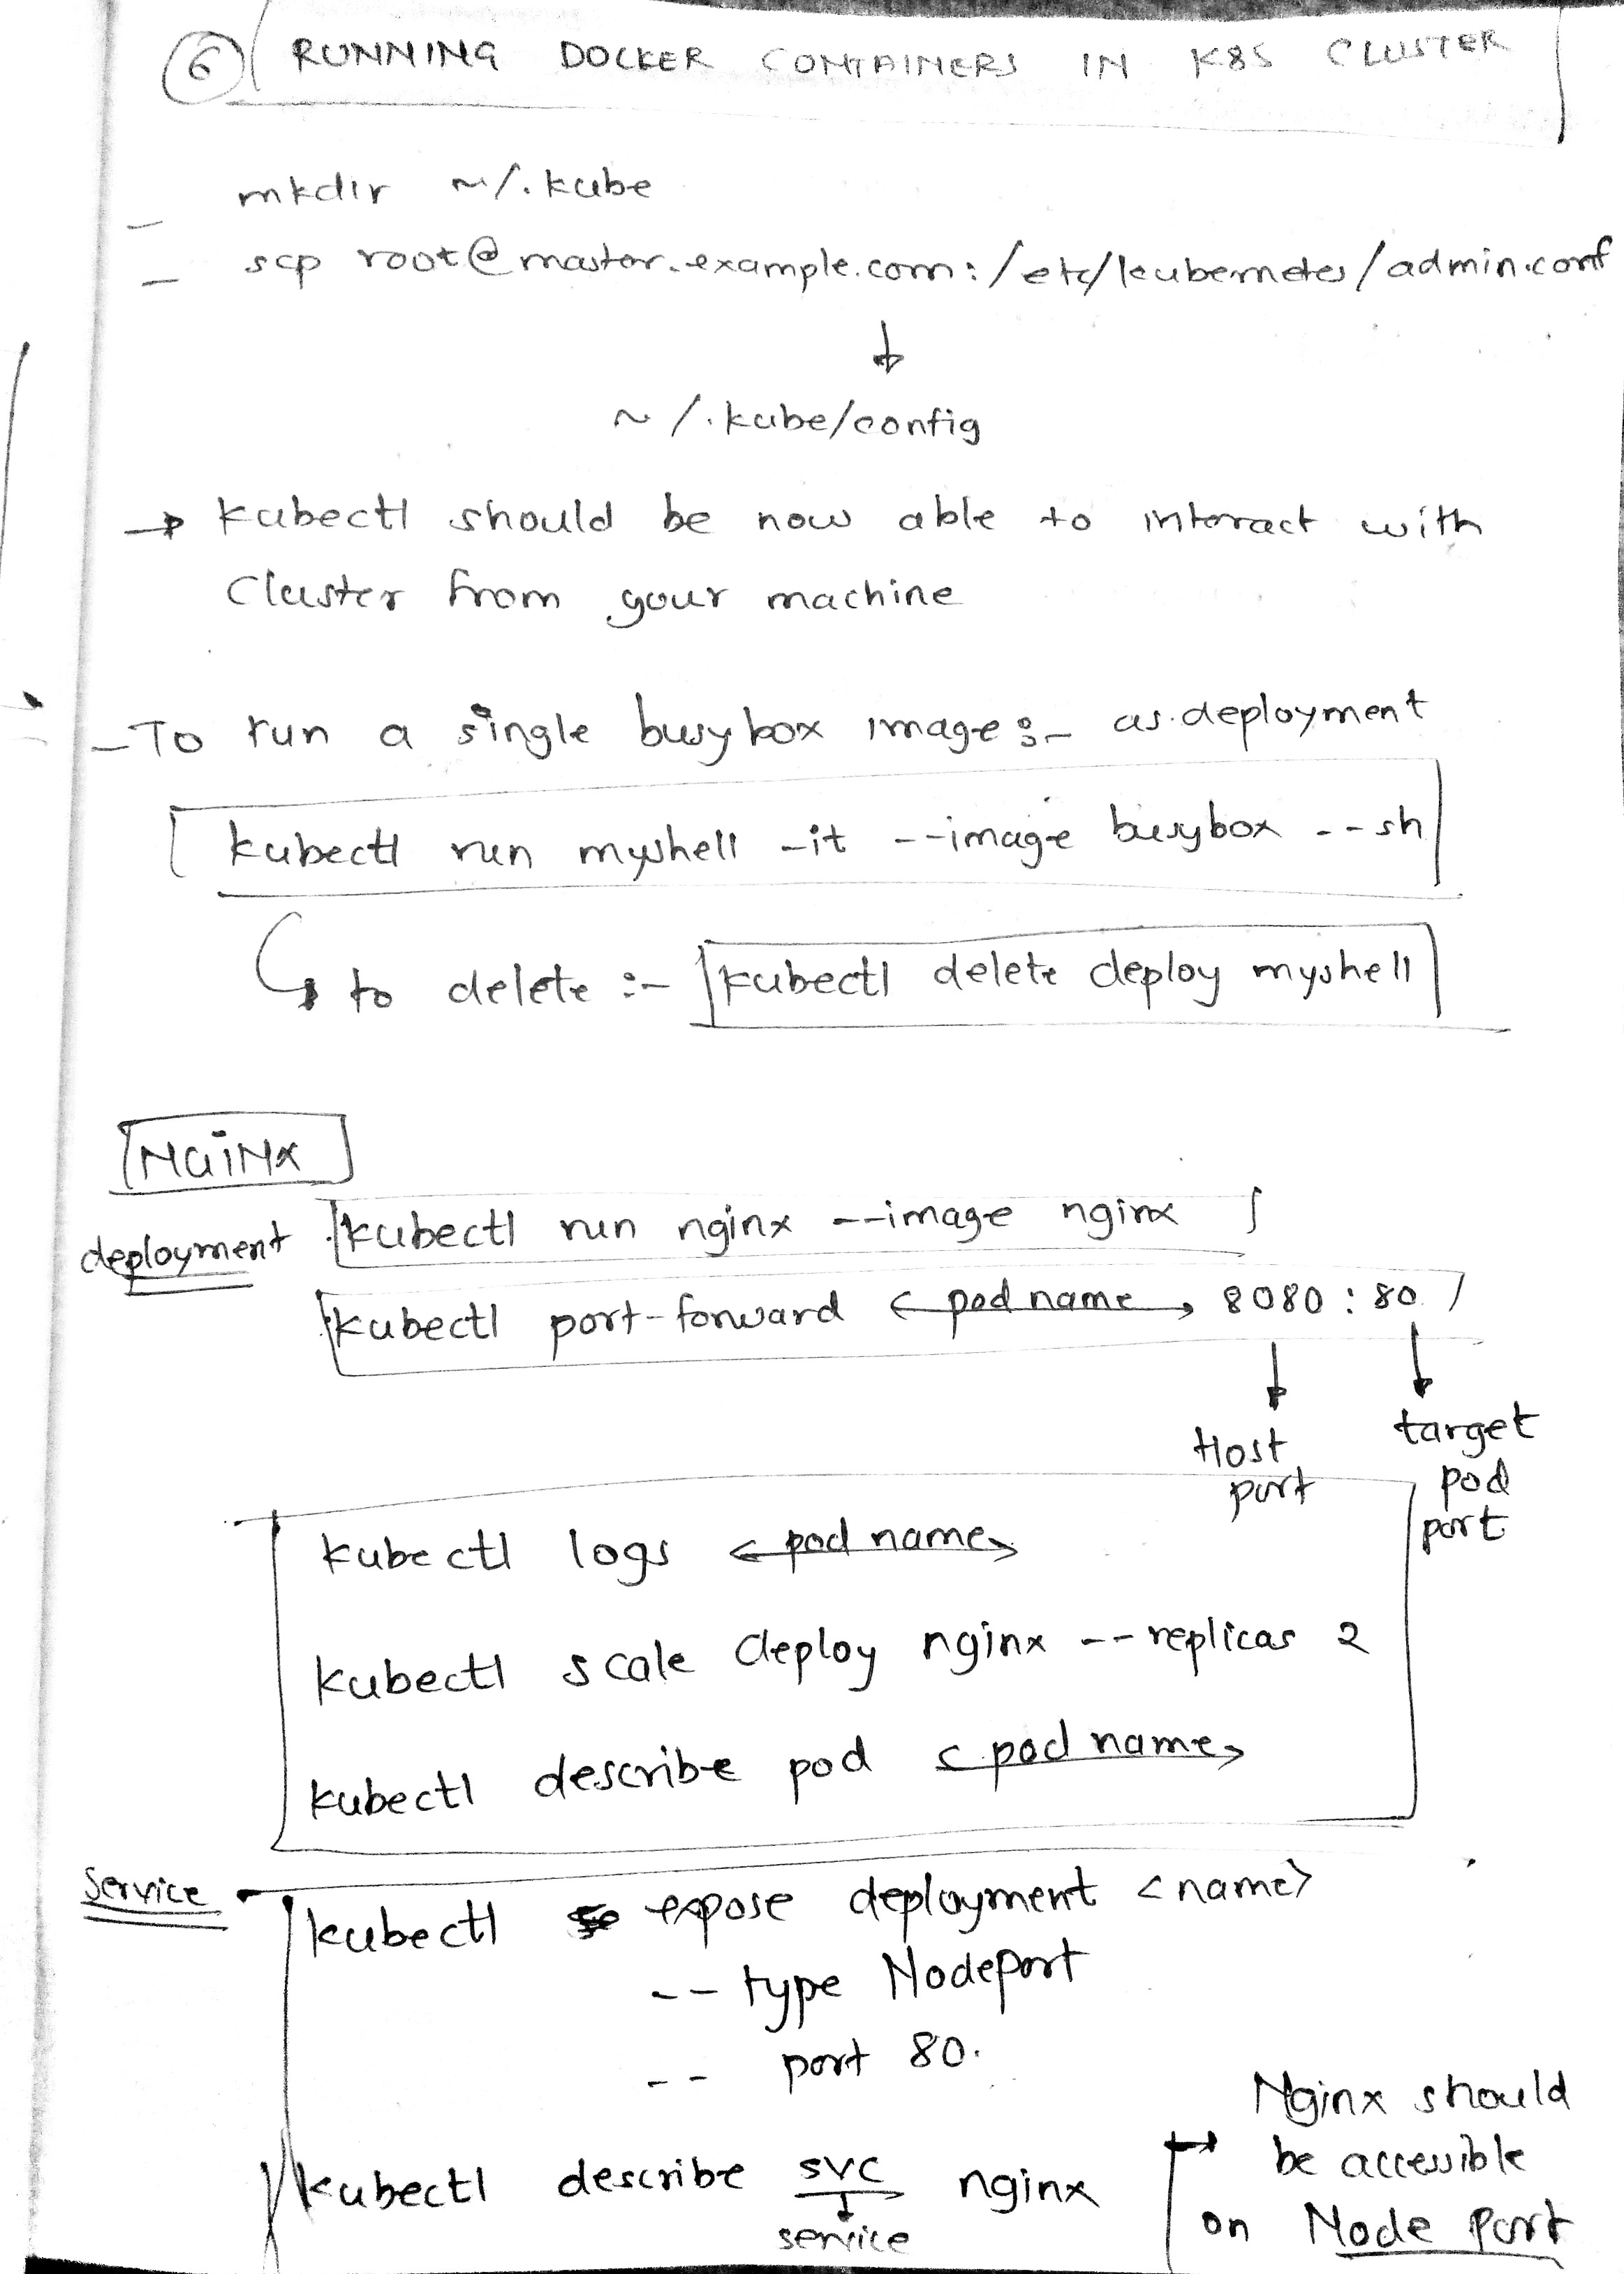 6 RUNNING DOCKER CONTAINERS IN K8S CLUSTER
- mkdir ~/.kube
- scp root@master.example.com:/etc/kubernetes/admin.conf
↓
~/.kube/config
→ kubectl should be now able to interact with
Cluster from your machine
- To run a single busybox image :- as deployment
kubectl run myshell -it --image busybox --sh
↳ to delete :- kubectl delete deploy myshell
NGiNx
deployment kubectl run nginx --image nginx
kubectl port-forward <pod name> 8080:80
Host port
target pod port
kubectl logs <pod name>
kubectl scale deploy nginx --replicas 2
kubectl describe pod <pod name>
Service kubectl expose deployment <name>
-- type NodePort
-- port 80.
kubectl describe svc nginx
service
→ Nginx should
be accessible
on Node Port